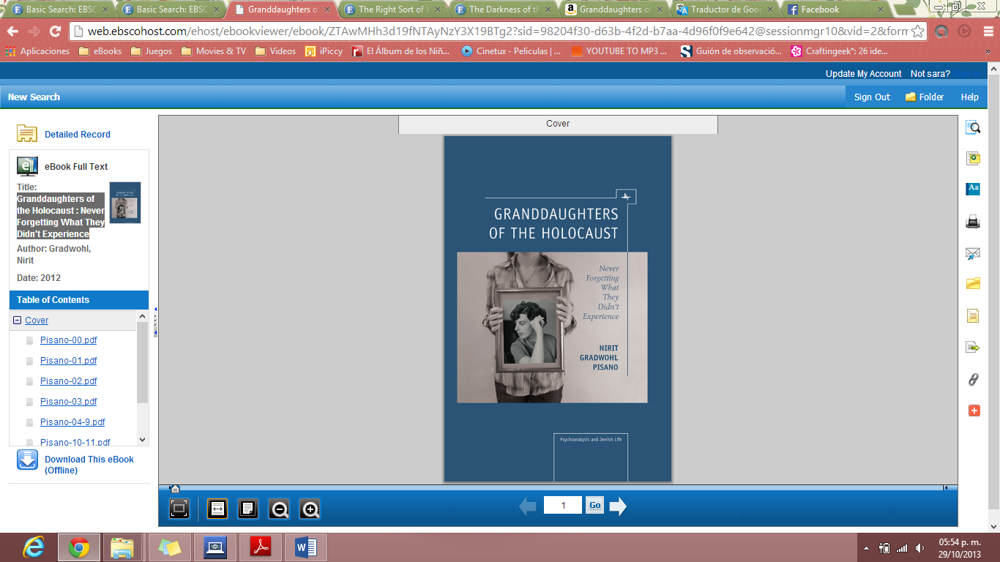 Basic Search: EBSC
Basic Search: EBSC
Granddaughters o
The Right Sort of
The Darkness of th
Granddaughters of
Traductor de Goo
Facebook
web.ebscohost.com/ehost/ebookviewer/ebook/ZTAwMHh3d19fNTAyNzY3X19BTg2?sid=98204f30-d63b-4f2d-b7aa-4d96f0f9e642@sessionmgr10&vid=2&form
Aplicaciones
eBooks
Juegos
Movies & TV
Videos
iPiccy
El Álbum de los Niñ...
Cinetux - Peliculas | ...
YOUTUBE TO MP3 ...
Guión de observació...
Craftingeek*: 26 ide...
»
Update My Account
Not sara?
New Search
Sign Out
Folder
Help
Detailed Record
eBook Full Text
Title:
Granddaughters of
the Holocaust : Never
Forgetting What They
Didn't Experience
Author: Gradwohl,
Nirit
Date: 2012
Table of Contents
Cover
Pisano-00.pdf
Pisano-01.pdf
Pisano-02.pdf
Pisano-03.pdf
Pisano-04-9.pdf
Pisano-10-11.pdf
Download This eBook
(Offline)
Cover
GRANDDAUGHTERS
OF THE HOLOCAUST
Never
Forgetting
What
They
Didn't
Experience
NIRIT
GRADWOHL
PISANO
Psychoanalysis and Jewish Life
Aa
1
Go
05:54 p. m.
29/10/2013